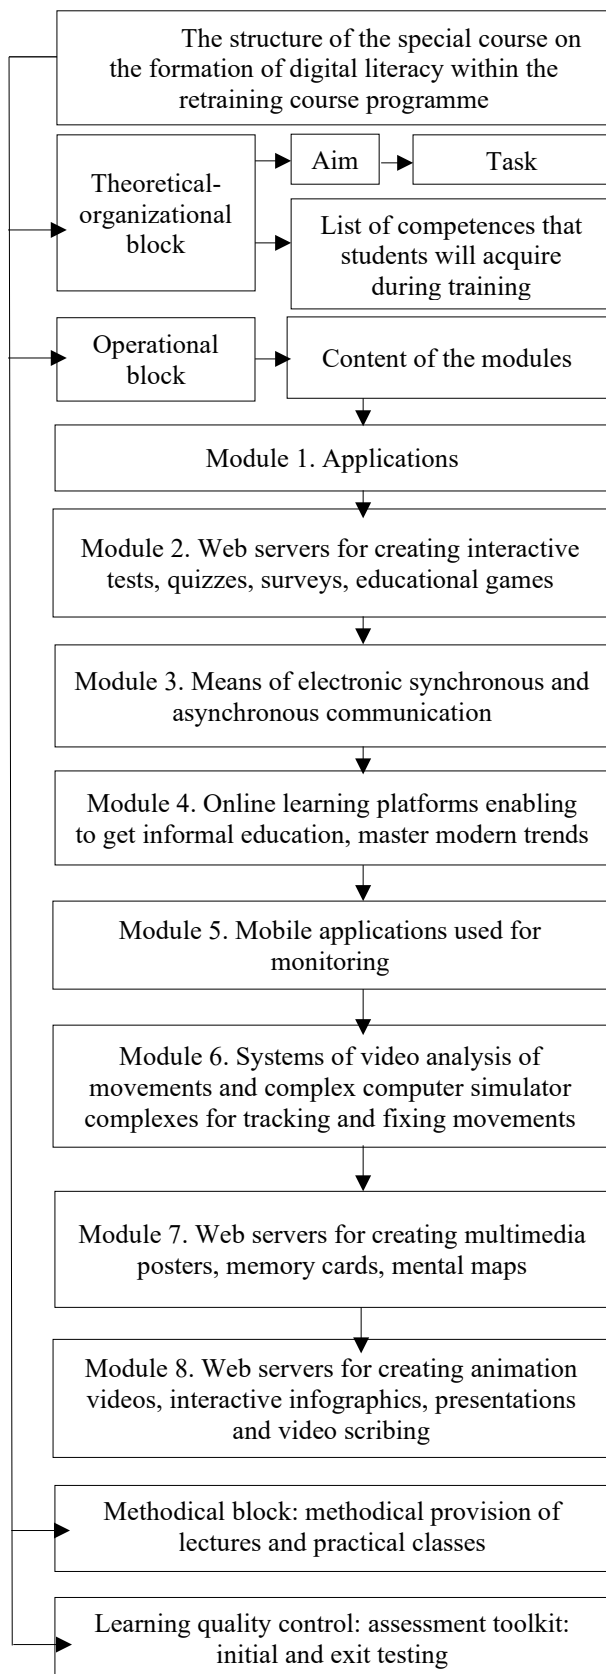 The structure of the special course on
the formation of digital literacy within the
retraining course programme
Theoretical-
organizational
block
Aim
Task
List of competences that
students will acquire
during training
Operational
block
Content of the modules
Module 1. Applications
Module 2. Web servers for creating interactive
tests, quizzes, surveys, educational games
Module 3. Means of electronic synchronous and
asynchronous communication
Module 4. Online learning platforms enabling
to get informal education, master modern trends
Module 5. Mobile applications used for
monitoring
Module 6. Systems of video analysis of
movements and complex computer simulator
complexes for tracking and fixing movements
Module 7. Web servers for creating multimedia
posters, memory cards, mental maps
Module 8. Web servers for creating animation
videos, interactive infographics, presentations
and video scribing
Methodical block: methodical provision of
lectures and practical classes
Learning quality control: assessment toolkit:
initial and exit testing